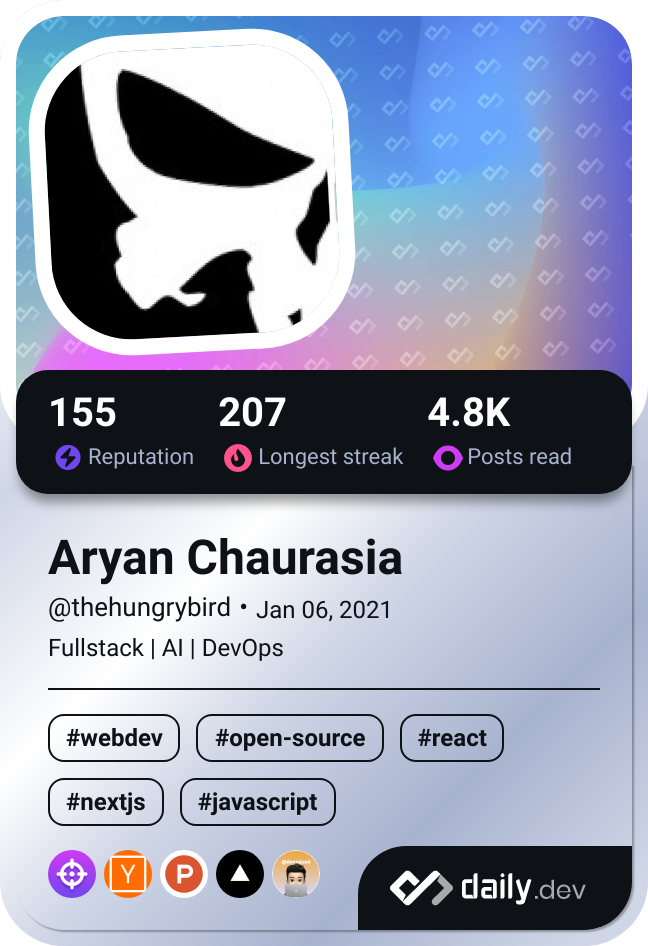 155 207 4.8K
Reputation Longest streak Posts read
Aryan Chaurasia
@thehungrybird • Jan 06, 2021
Fullstack | AI | DevOps
#webdev #open-source #react
#nextjs #javascript
Y P
daily.dev